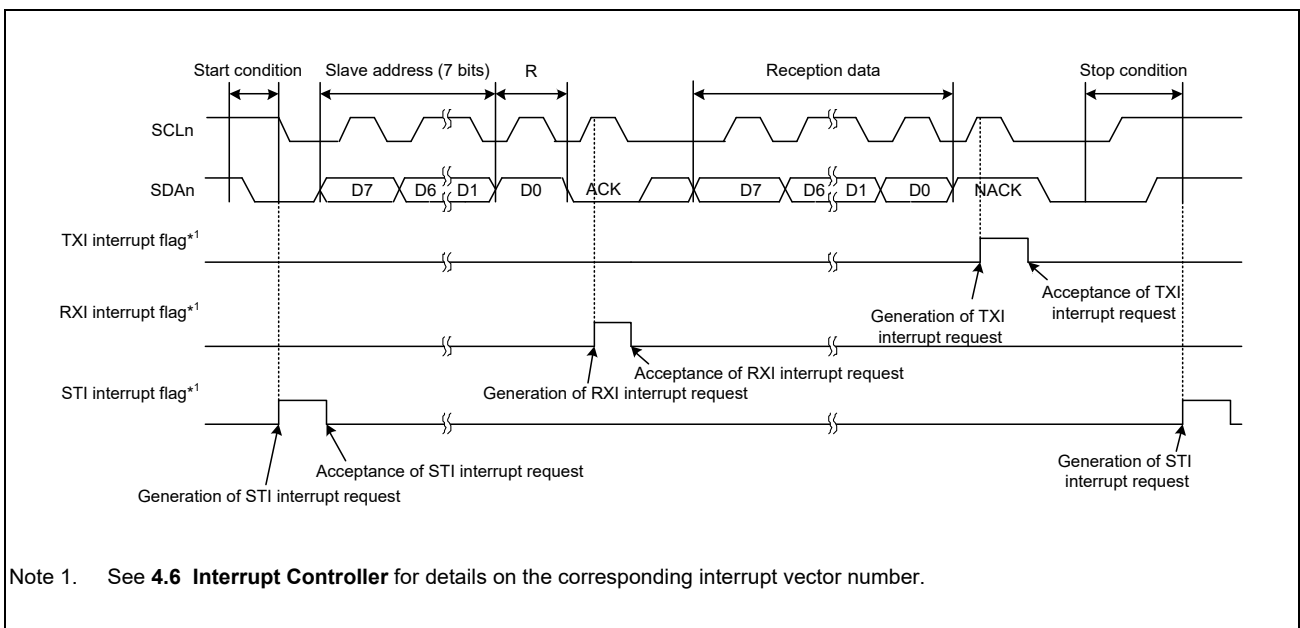 Start condition Slave address (7 bits) R Reception data Stop condition
SCLn
SDAn D7 D6 D1 D0 ACK D7 D6 D1 D0 NACK
TXI interrupt flag*1
Acceptance of TXI
interrupt request
Generation of TXI
interrupt request
RXI interrupt flag*1
Acceptance of RXI interrupt request
Generation of RXI interrupt request
STI interrupt flag*1
Acceptance of STI interrupt request
Generation of STI interrupt request
Generation of STI
interrupt request
Note 1. See 4.6 Interrupt Controller for details on the corresponding interrupt vector number.